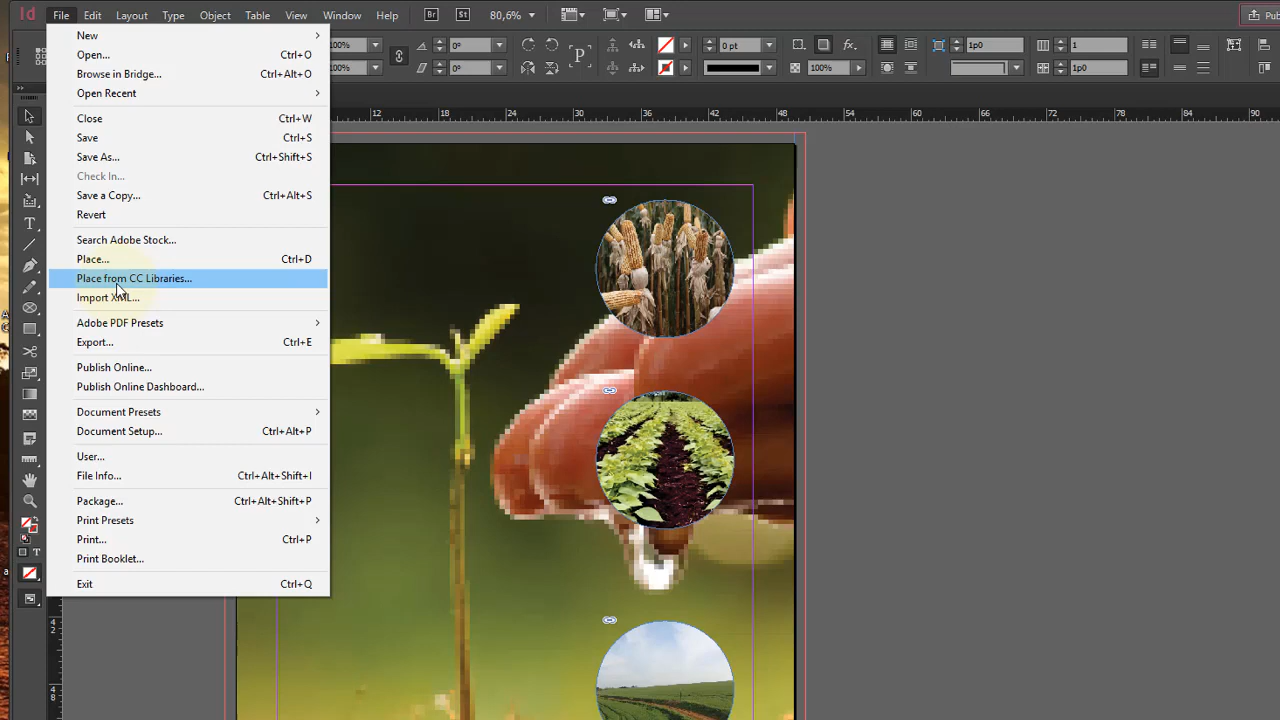 Id File Edit Layout Type Object Table View Window Help Br St 80,6% Pub
100% 0° P 0 pt fx. 1p0 1
100% 0° 100% 1p0
12 18 24 30 36 42 48 54 60 66 72 78 84 90
New
Open... Ctrl+O
Browse in Bridge... Ctrl+Alt+O
Open Recent
Close Ctrl+W
Save Ctrl+S
Save As... Ctrl+Shift+S
Check In...
Save a Copy... Ctrl+Alt+S
Revert
Search Adobe Stock...
Place... Ctrl+D
Place from CC Libraries...
Import XML...
Adobe PDF Presets
Export... Ctrl+E
Publish Online...
Publish Online Dashboard...
Document Presets
Document Setup... Ctrl+Alt+P
User...
File Info... Ctrl+Alt+Shift+I
Package... Ctrl+Alt+Shift+P
Print Presets
Print... Ctrl+P
Print Booklet...
Exit Ctrl+Q
42
48